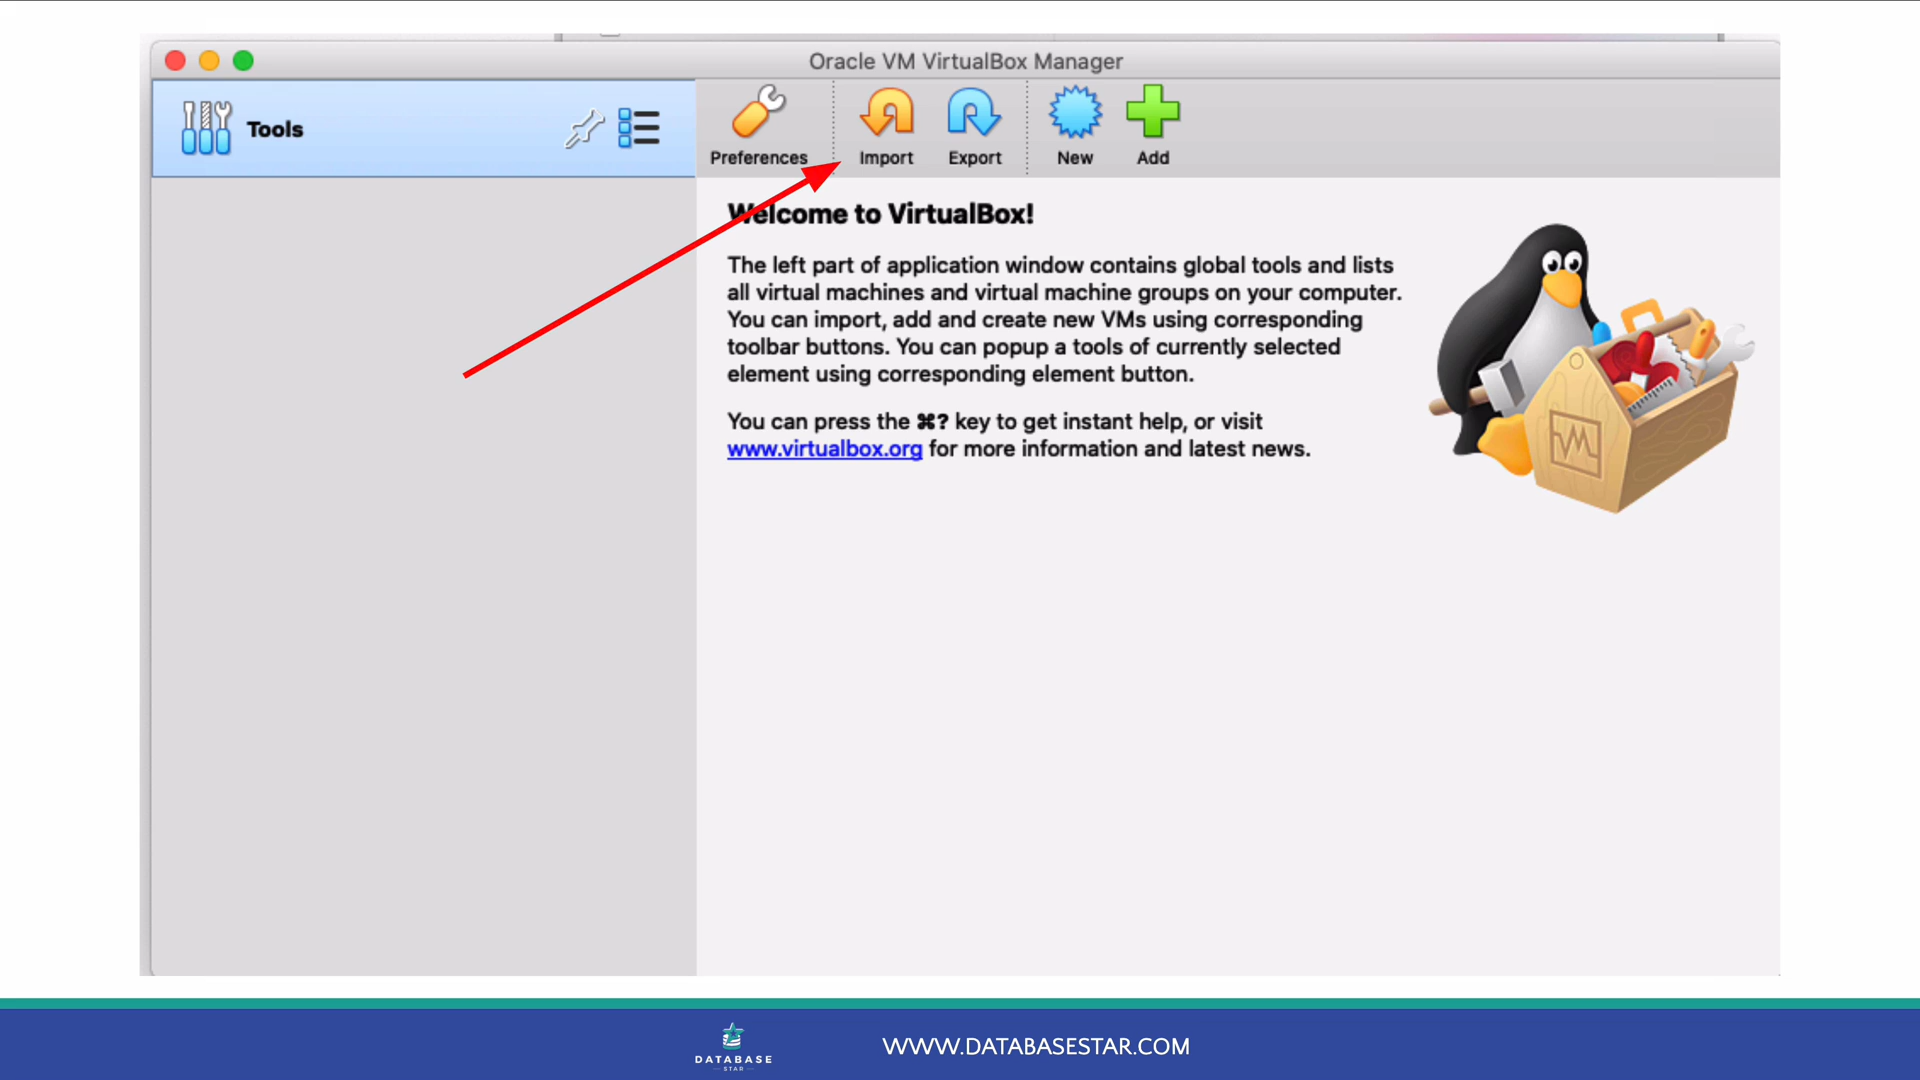 Oracle VM VirtualBox Manager
Tools
Preferences
Import
Export
New
Add
Welcome to VirtualBox!
The left part of application window contains global tools and lists
all virtual machines and virtual machine groups on your computer.
You can import, add and create new VMs using corresponding
toolbar buttons. You can popup a tools of currently selected
element using corresponding element button.
You can press the ⌘? key to get instant help, or visit
www.virtualbox.org for more information and latest news.
DATABASE
STAR
WWW.DATABASESTAR.COM